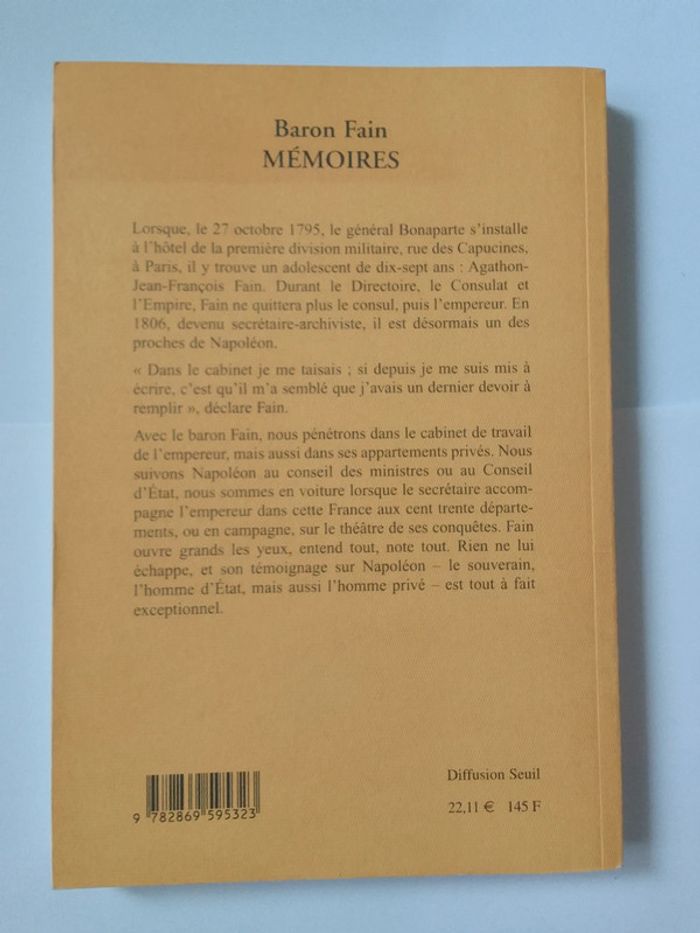 Baron Fain
MÉMOIRES
Lorsque, le 27 octobre 1795, le général Bonaparte s'installe
à l'hôtel de la première division militaire, rue des Capucines,
à Paris, il y trouve un adolescent de dix-sept ans : Agathon-
Jean-François Fain. Durant le Directoire, le Consulat et
l'Empire, Fain ne quittera plus le consul, puis l'empereur. En
1806, devenu secrétaire-archiviste, il est désormais un des
proches de Napoléon.
« Dans le cabinet je me taisais ; si depuis je me suis mis à
écrire, c'est qu'il m'a semblé que j'avais un dernier devoir à
remplir », déclare Fain.
Avec le baron Fain, nous pénétrons dans le cabinet de travail
de l'empereur, mais aussi dans ses appartements privés. Nous
suivons Napoléon au conseil des ministres ou au Conseil
d'État, nous sommes en voiture lorsque le secrétaire accom-
pagne l'empereur dans cette France aux cent trente départe-
ments, ou en campagne, sur le théâtre de ses conquêtes. Fain
ouvre grands les yeux, entend tout, note tout. Rien ne lui
échappe, et son témoignage sur Napoléon – le souverain,
l'homme d'État, mais aussi l'homme privé – est tout à fait
exceptionnel.
Diffusion Seuil
22,11 € 145 F
9 782869 595323